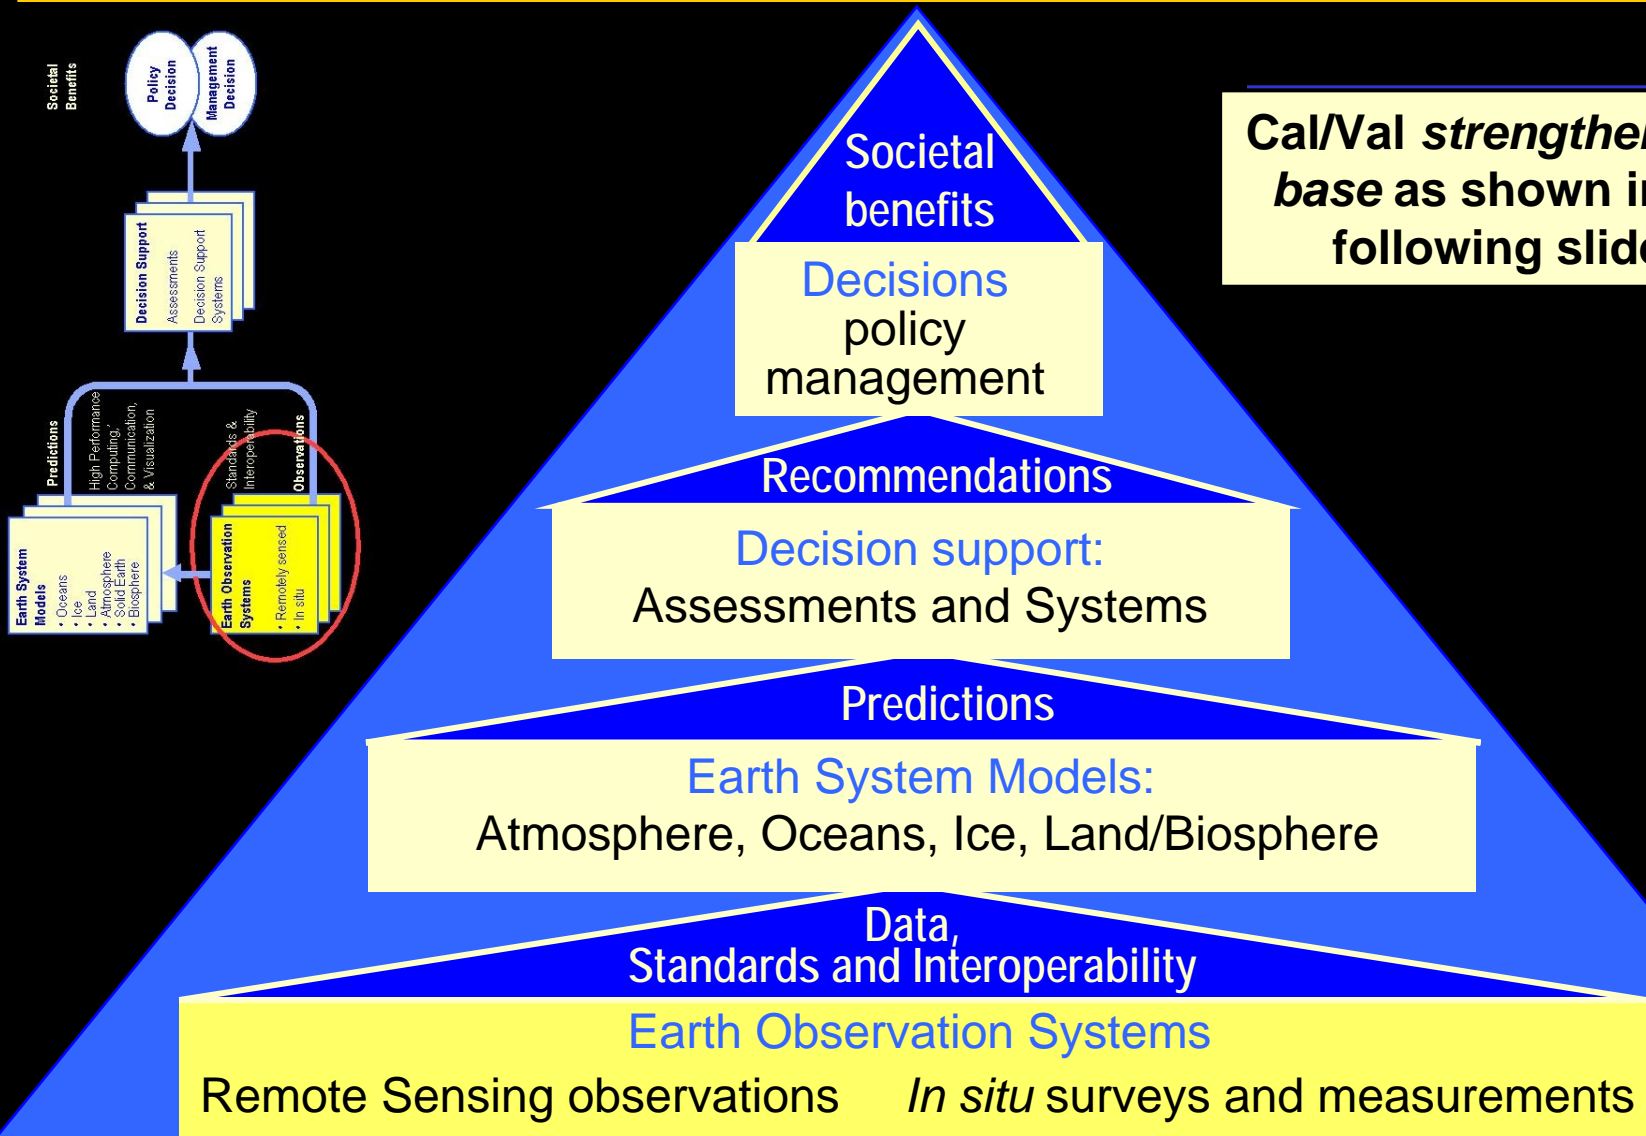 Societal
Benefits
Policy
Decision
Management
Decision
Decision Support
Assessments
Decision Support
Systems
Predictions
High Performance
Computing,
Communication,
& Visualization
Standards &
Interoperability
Observations
Earth System
Models
• Oceans
• Ice
• Land
• Atmosphere
• Solid Earth
• Biosphere
Earth Observation
Systems
• Remotely sensed
• In situ
Societal
benefits
Decisions
policy
management
Recommendations
Decision support:
Assessments and Systems
Predictions
Earth System Models:
Atmosphere, Oceans, Ice, Land/Biosphere
Data,
Standards and Interoperability
Earth Observation Systems
Remote Sensing observations In situ surveys and measurements
Cal/Val
base as shown
following